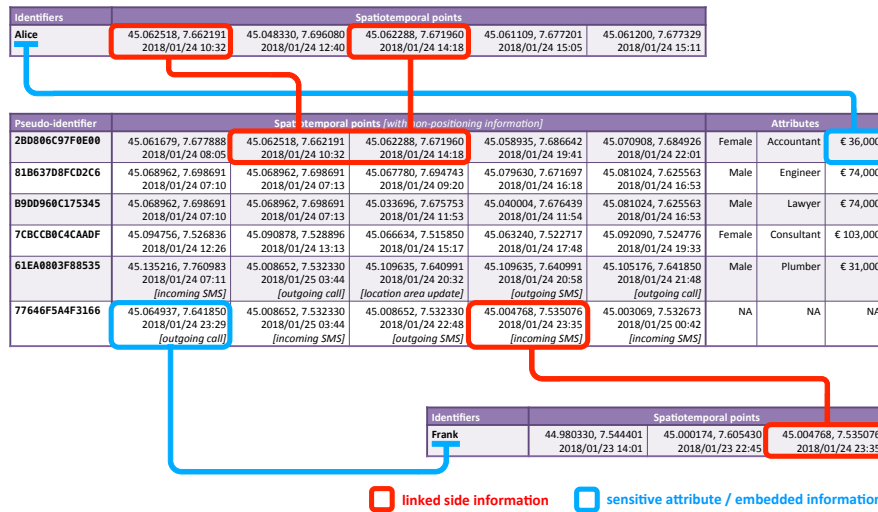 Identifiers Spatiotemporal points
Alice 45.062518, 7.662191 45.048330, 7.696080 45.062288, 7.671960 45.061109, 7.677201 45.061200, 7.677329
2018/01/24 10:32 2018/01/24 12:40 2018/01/24 14:18 2018/01/24 15:05 2018/01/24 15:11
Pseudo-identifier Spatiotemporal points [with non-positioning information] Attributes
2BD806C97F0E00 45.061679, 7.677888 45.062518, 7.662191 45.062288, 7.671960 45.058935, 7.686642 45.070908, 7.684926 Female Accountant € 36,000
2018/01/24 08:05 2018/01/24 10:32 2018/01/24 14:18 2018/01/24 19:41 2018/01/24 22:01
81B637D8FCD2C6 45.068962, 7.698691 45.068962, 7.698691 45.067780, 7.694743 45.079630, 7.671697 45.081024, 7.625563 Male Engineer € 74,000
2018/01/24 07:10 2018/01/24 07:13 2018/01/24 09:20 2018/01/24 16:18 2018/01/24 16:53
B9DD960C175345 45.068962, 7.698691 45.068962, 7.698691 45.033696, 7.675753 45.040004, 7.676439 45.081024, 7.625563 Male Lawyer € 74,000
2018/01/24 07:10 2018/01/24 07:13 2018/01/24 11:53 2018/01/24 11:54 2018/01/24 16:53
7CBCCB0C4CAADF 45.094756, 7.526836 45.090878, 7.528896 45.066634, 7.515850 45.063240, 7.522717 45.092090, 7.524776 Female Consultant € 103,000
2018/01/24 12:26 2018/01/24 13:13 2018/01/24 15:17 2018/01/24 17:48 2018/01/24 19:33
61EA0803F88535 45.135216, 7.760983 45.008652, 7.532330 45.109635, 7.640991 45.109635, 7.640991 45.105176, 7.641850 Male Plumber € 31,000
2018/01/24 07:11 2018/01/25 03:44 2018/01/24 20:32 2018/01/24 20:58 2018/01/24 21:48
[incoming SMS] [outgoing call] [location area update] [outgoing SMS] [outgoing call]
77646F5A4F3166 45.064937, 7.641850 45.008652, 7.532330 45.008652, 7.532330 45.004768, 7.535076 45.003069, 7.532673 NA NA NA
2018/01/24 23:29 2018/01/25 03:44 2018/01/24 22:48 2018/01/24 23:35 2018/01/25 00:42
[outgoing call] [incoming SMS] [outgoing SMS] [incoming SMS] [incoming SMS]
Identifiers Spatiotemporal points
Frank 44.980330, 7.544401 45.000174, 7.605430 45.004768, 7.535076
2018/01/23 14:01 2018/01/23 22:45 2018/01/24 23:35
linked side information sensitive attribute / embedded information